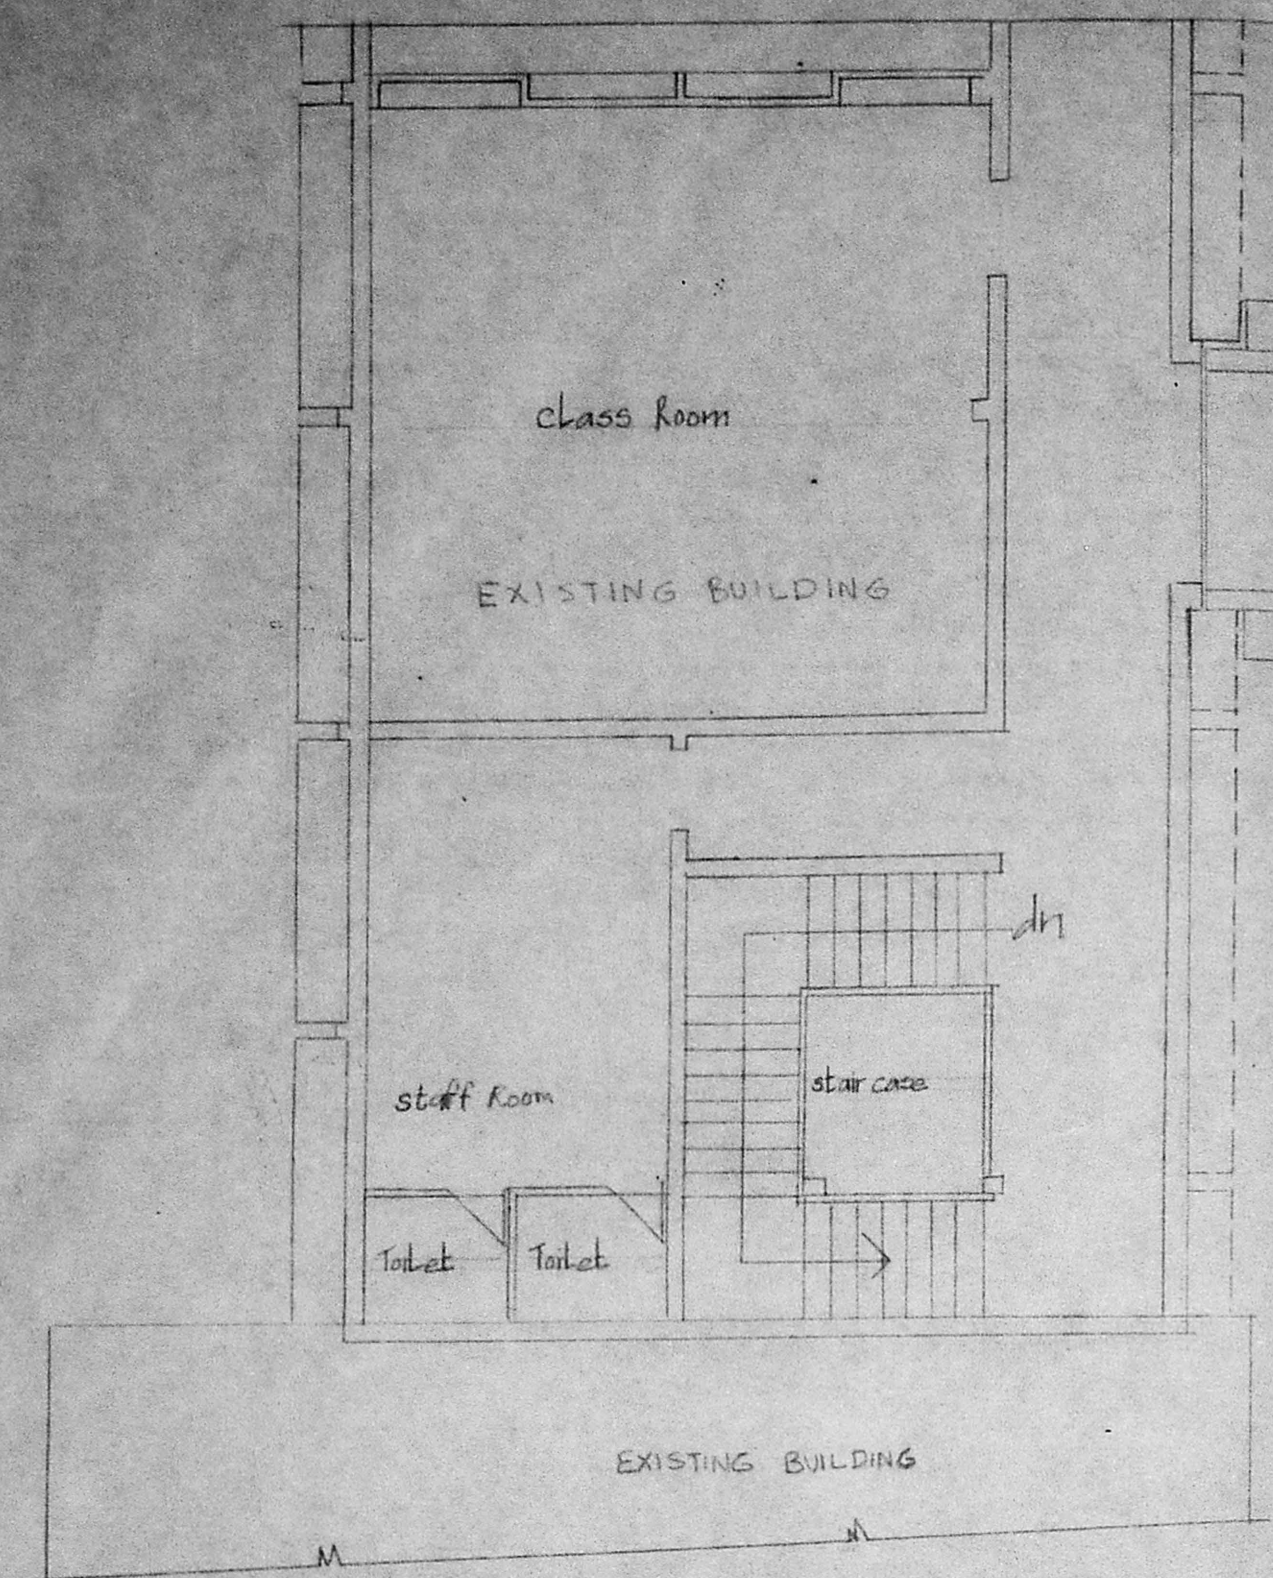 class Room
EXISTING BUILDING
dn
staff Room
stair case
Toilet
Toilet
EXISTING BUILDING